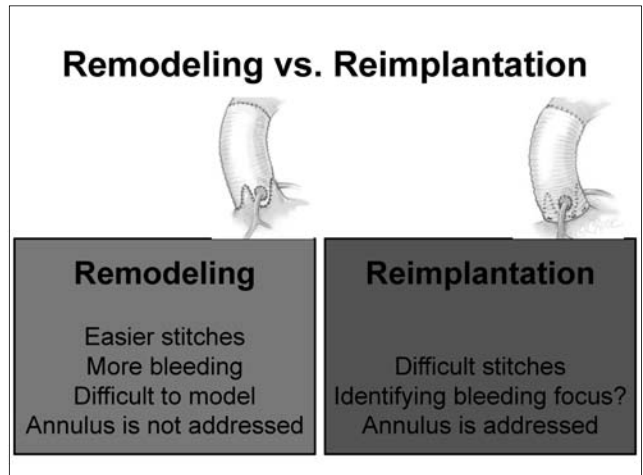 Remodeling vs. Reimplantation
Remodeling
Easier stitches
More bleeding
Difficult to model
Annulus is not addressed
Reimplantation
Difficult stitches
Identifying bleeding focus?
Annulus is addressed